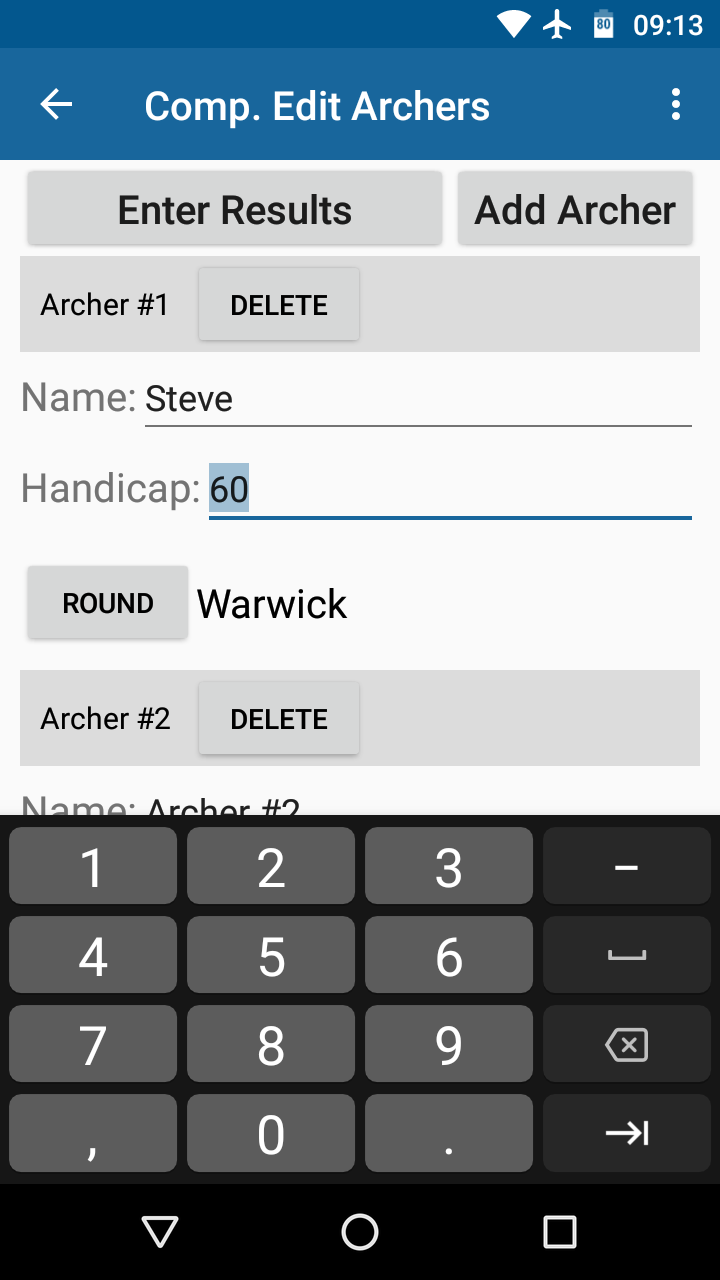 80 09:13
Comp. Edit Archers
Enter Results Add Archer
Archer #1 DELETE
Name: Steve
Handicap: 60
ROUND Warwick
Archer #2 DELETE
Name: Archer #2
1 2 3 –
4 5 6
7 8 9
, 0 .